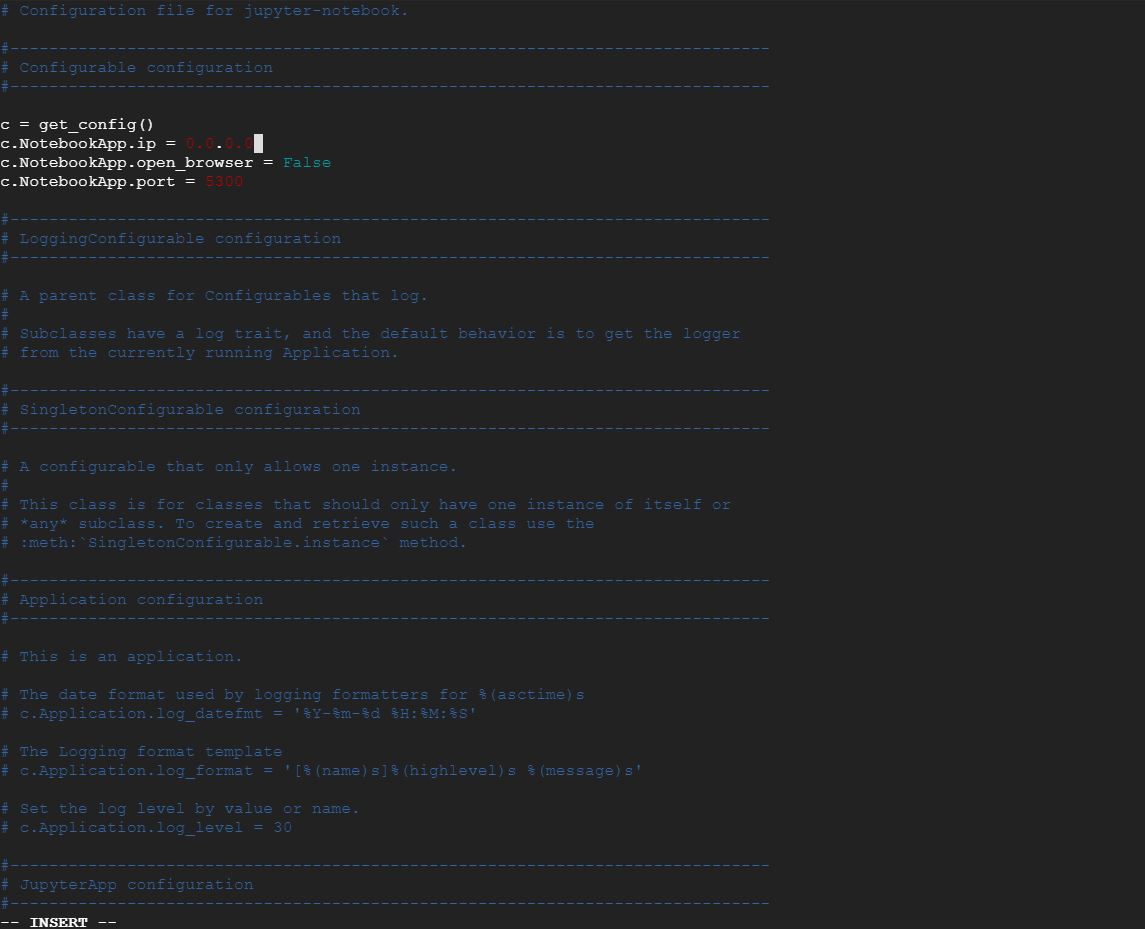 # Configuration file for jupyter-notebook.
#------------------------------------------------------------------------------
# Configurable configuration
#------------------------------------------------------------------------------
c = get_config()
c.NotebookApp.ip = 0.0.0.0
c.NotebookApp.open_browser = False
c.NotebookApp.port = 5300
#------------------------------------------------------------------------------
# LoggingConfigurable configuration
#------------------------------------------------------------------------------
# A parent class for Configurables that log.
#
# Subclasses have a log trait, and the default behavior is to get the logger
# from the currently running Application.
#------------------------------------------------------------------------------
# SingletonConfigurable configuration
#------------------------------------------------------------------------------
# A configurable that only allows one instance.
#
# This class is for classes that should only have one instance of itself or
# *any* subclass. To create and retrieve such a class use the
# :meth:`SingletonConfigurable.instance` method.
#------------------------------------------------------------------------------
# Application configuration
#------------------------------------------------------------------------------
# This is an application.
# The date format used by logging formatters for %(asctime)s
# c.Application.log_datefmt = '%Y-%m-%d %H:%M:%S'
# The Logging format template
# c.Application.log_format = '[%(name)s]%(highlevel)s %(message)s'
# Set the log level by value or name.
# c.Application.log_level = 30
#------------------------------------------------------------------------------
# JupyterApp configuration
#------------------------------------------------------------------------------
-- INSERT --